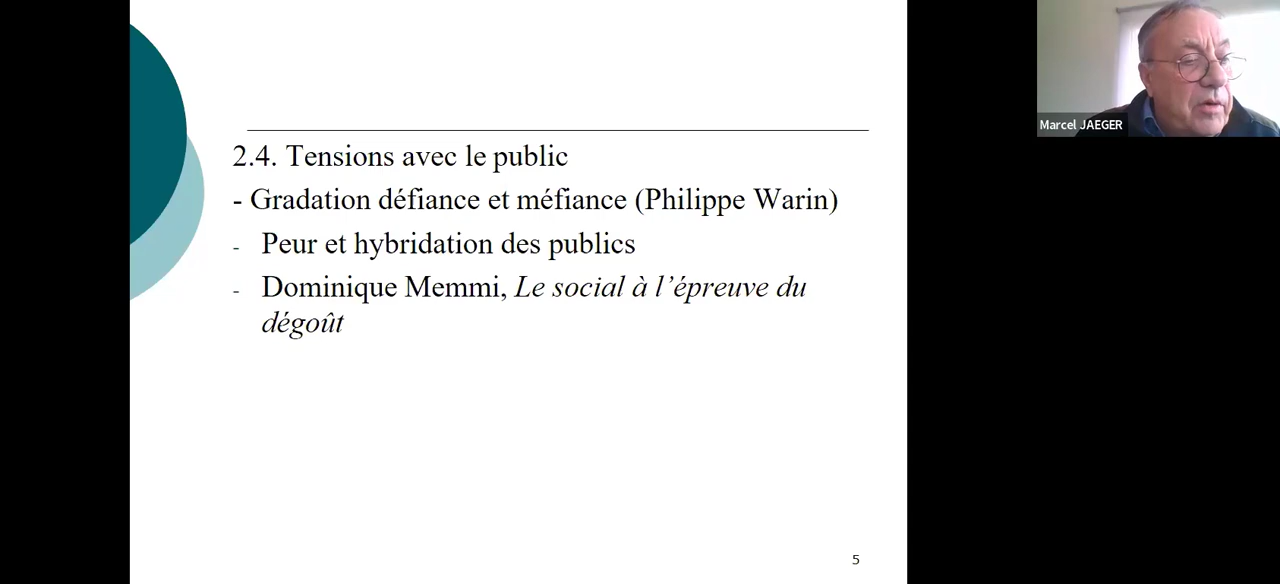 2.4. Tensions avec le public
- Gradation défiance et méfiance (Philippe Warin)
- Peur et hybridation des publics
- Dominique Memmi, Le social à l’épreuve du
dégoût
5
Marcel JAEGER